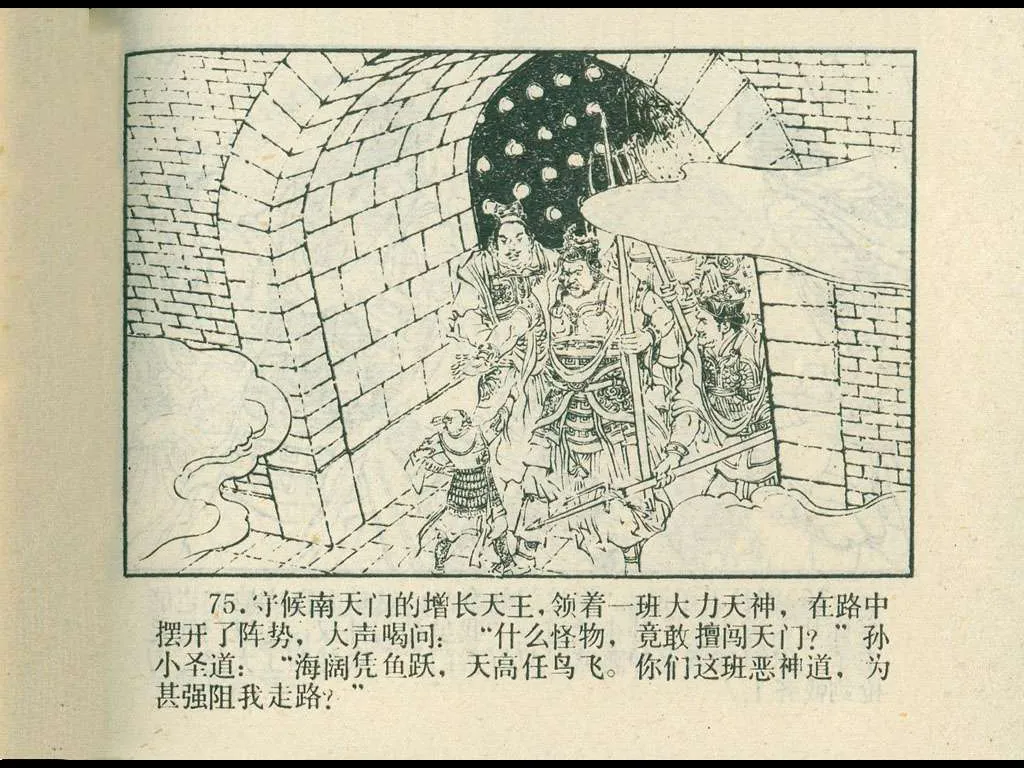 75.守候南天门的增长天王，领着一班大力天神，在路中
摆开了阵势，大声喝问：“什么怪物，竟敢擅闯天门？”孙
小圣道：“海阔凭鱼跃，天高任鸟飞。你们这班恶神道，为
甚强阻我走路？”